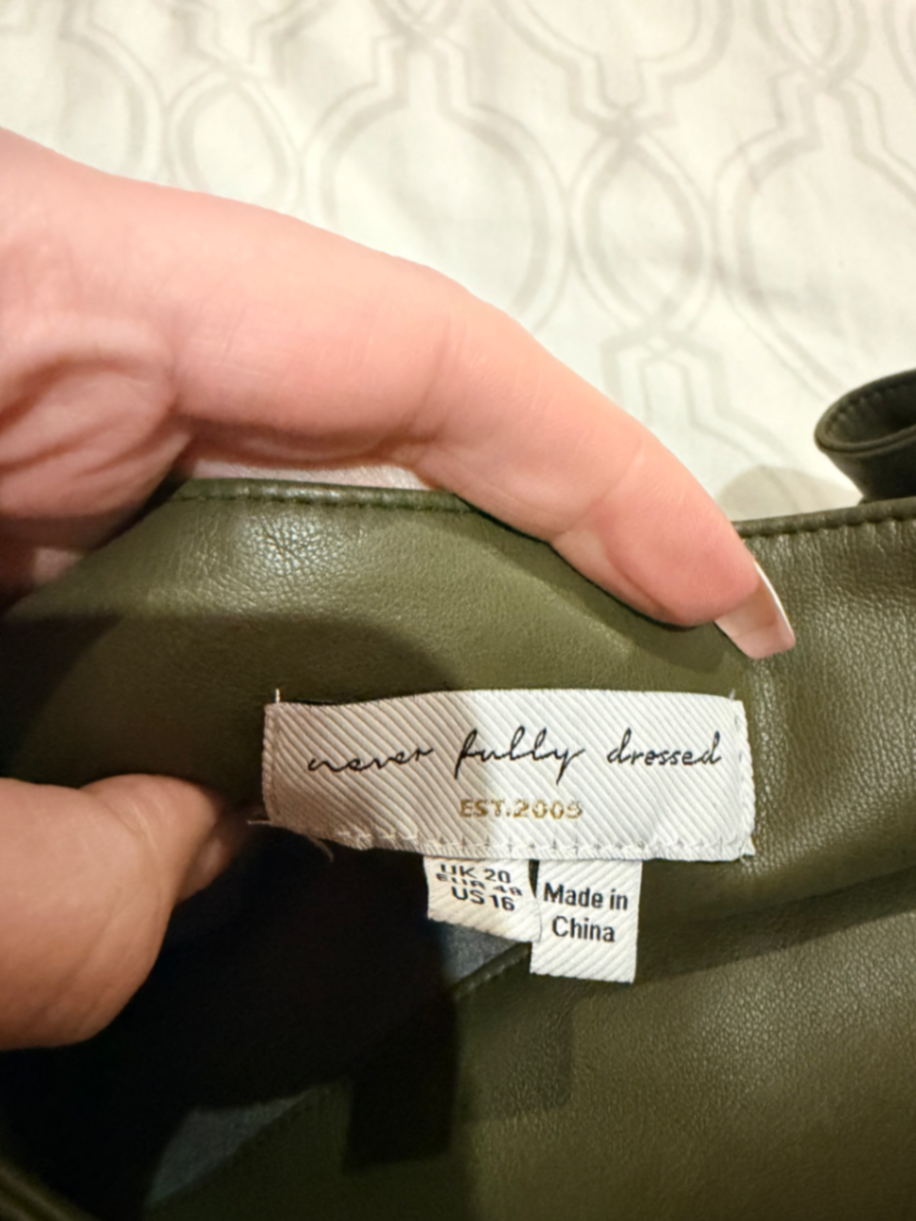 never fully dressed
EST.2009
UK 20
EUR 48
US 16
Made in
China